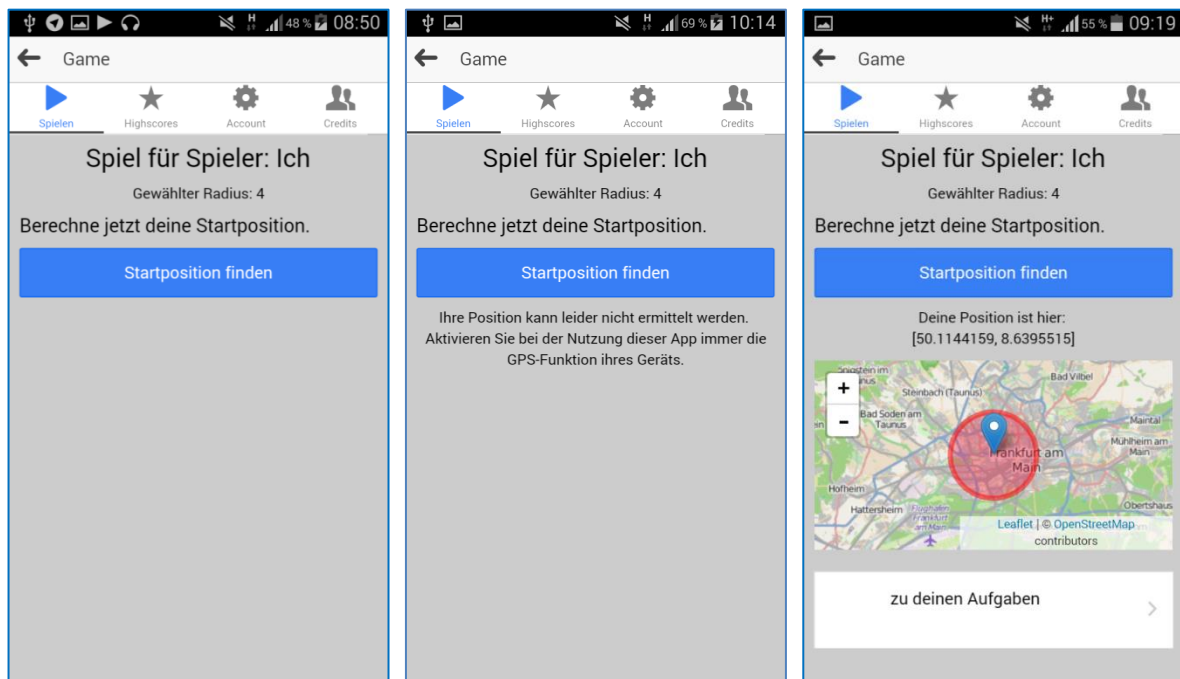 48 % 08:50
Game
Spielen Highscores Account Credits
Spiel für Spieler: Ich
Gewählter Radius: 4
Berechne jetzt deine Startposition.
Startposition finden
H 69 % 10:14
Game
Spielen Highscores Account Credits
Spiel für Spieler: Ich
Gewählter Radius: 4
Berechne jetzt deine Startposition.
Startposition finden
Ihre Position kann leider nicht ermittelt werden.
Aktivieren Sie bei der Nutzung dieser App immer die
GPS-Funktion ihres Geräts.
H+ 55 % 09:19
Game
Spielen Highscores Account Credits
Spiel für Spieler: Ich
Gewählter Radius: 4
Berechne jetzt deine Startposition.
Startposition finden
Deine Position ist hier:
[50.1144159, 8.6395515]
+
-
Steinbach (Taunus)
Bad Vilbel
Bad Soden am
Taunus
Maintal
Mühlheim am
Main
Frankfurt am
Main
Hofheim
Hattersheim
Flughafen
Frankfurt
am Main
Obertshaus
Leaflet | © OpenStreetMap
contributors
zu deinen Aufgaben